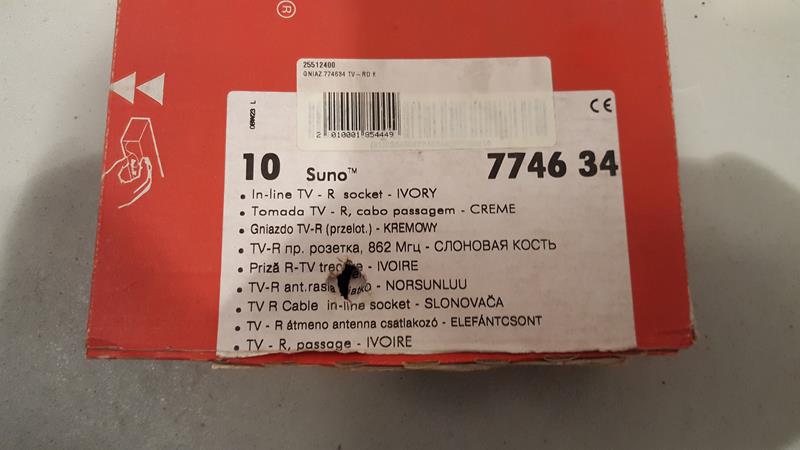 ®
25512400
GNIAZ.774634 TV-RD K
2 010001 854449
CE
10 Suno™ 7746 34
• In-line TV - R socket - IVORY
• Tomada TV - R, cabo passagem - CREME
• Gniazdo TV-R (przelot.) - KREMOWY
• TV-R пр. розетка, 862 Мгц - СЛОНОВАЯ КОСТЬ
• Priză R-TV - IVOIRE
• TV-R - NORSUNLUU
• TV R Cable in-line socket - SLONOVAČA
• TV - R átmeno antenna csatlakozó - ELEFÁNTCSONT
• TV - R, passage - IVOIRE